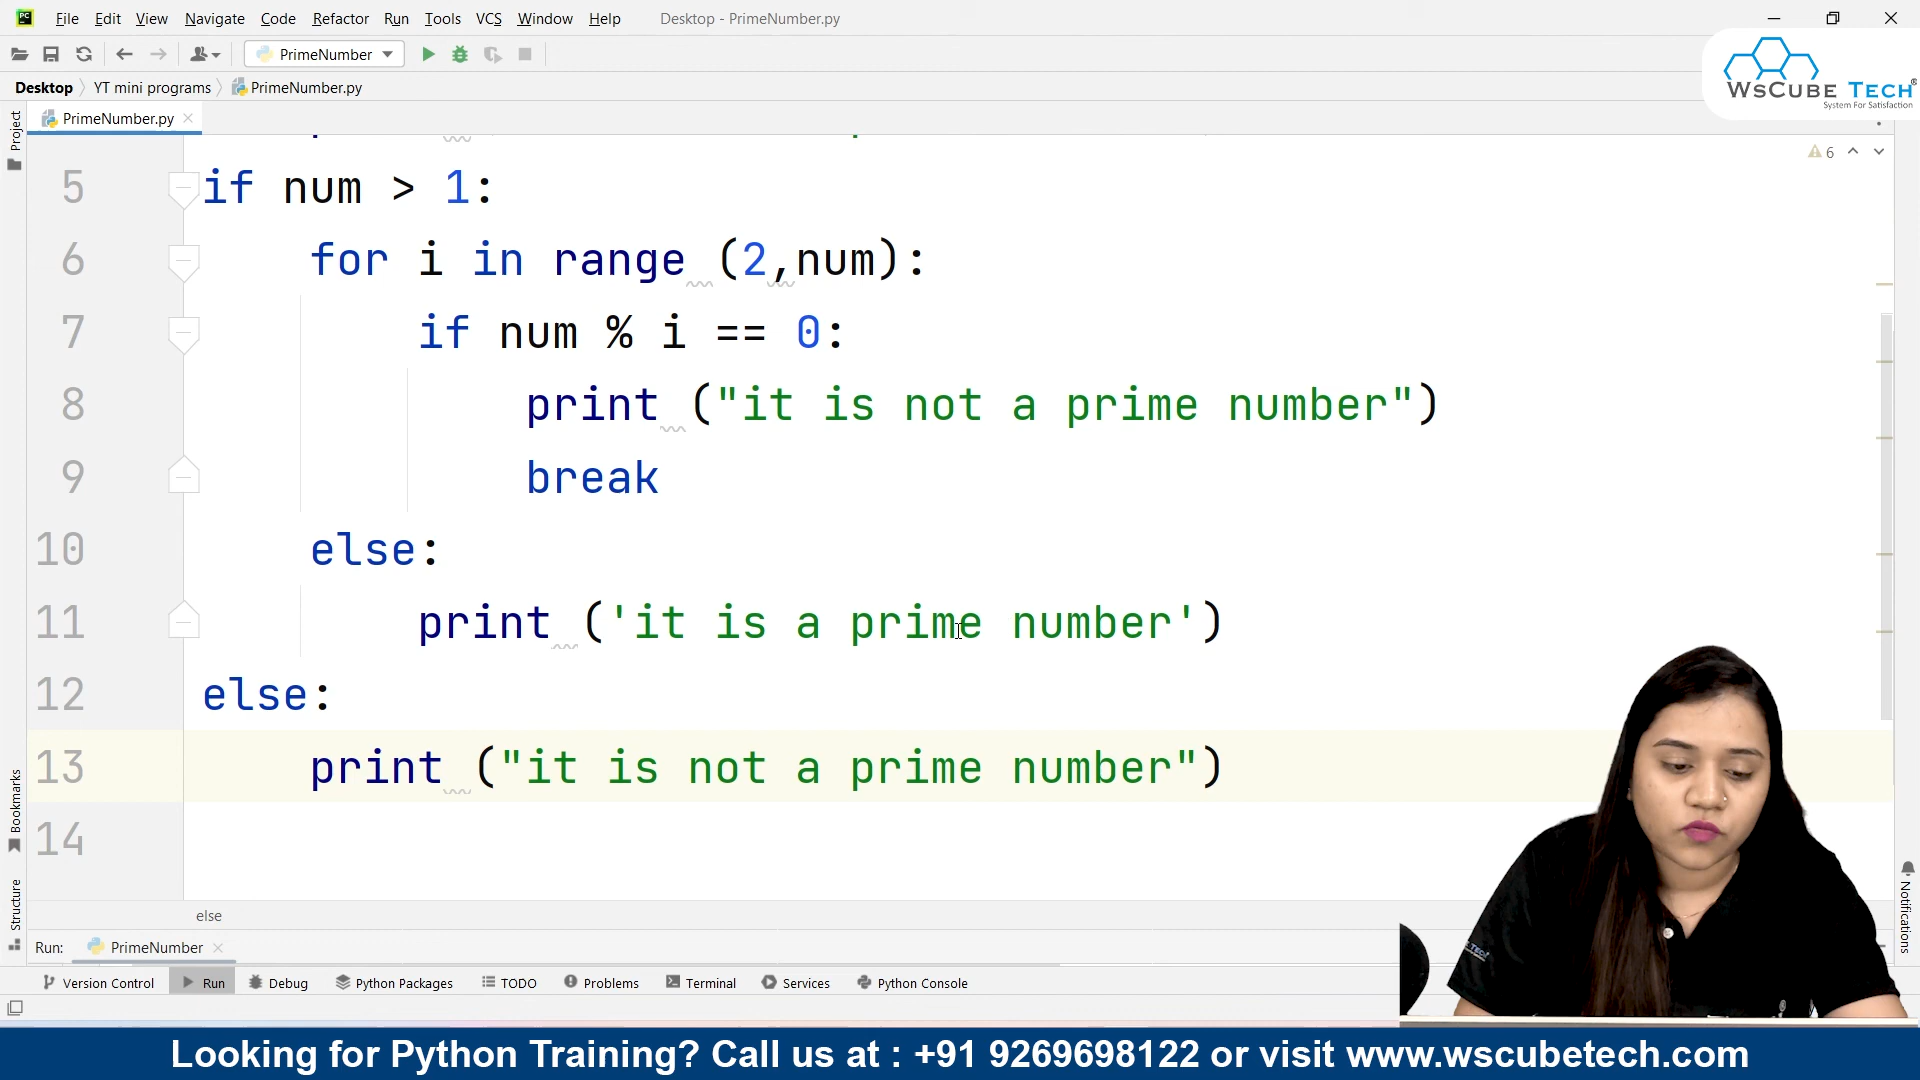 PC
File Edit View Navigate Code Refactor Run Tools VCS Window Help Desktop - PrimeNumber.py
PrimeNumber
WSCUBE TECH®
System For Satisfaction
Desktop YT mini programs PrimeNumber.py
Project
PrimeNumber.py
6
5 if num > 1:
6 for i in range (2,num):
7 if num % i == 0:
8 print ("it is not a prime number")
9 break
10 else:
11 print ('it is a prime number')
12 else:
13 print ("it is not a prime number")
14
Bookmarks
Structure
Notifications
else
Run: PrimeNumber
Version Control Run Debug Python Packages TODO Problems Terminal Services Python Console
Looking for Python Training? Call us at : +91 9269698122 or visit www.wscubetech.com